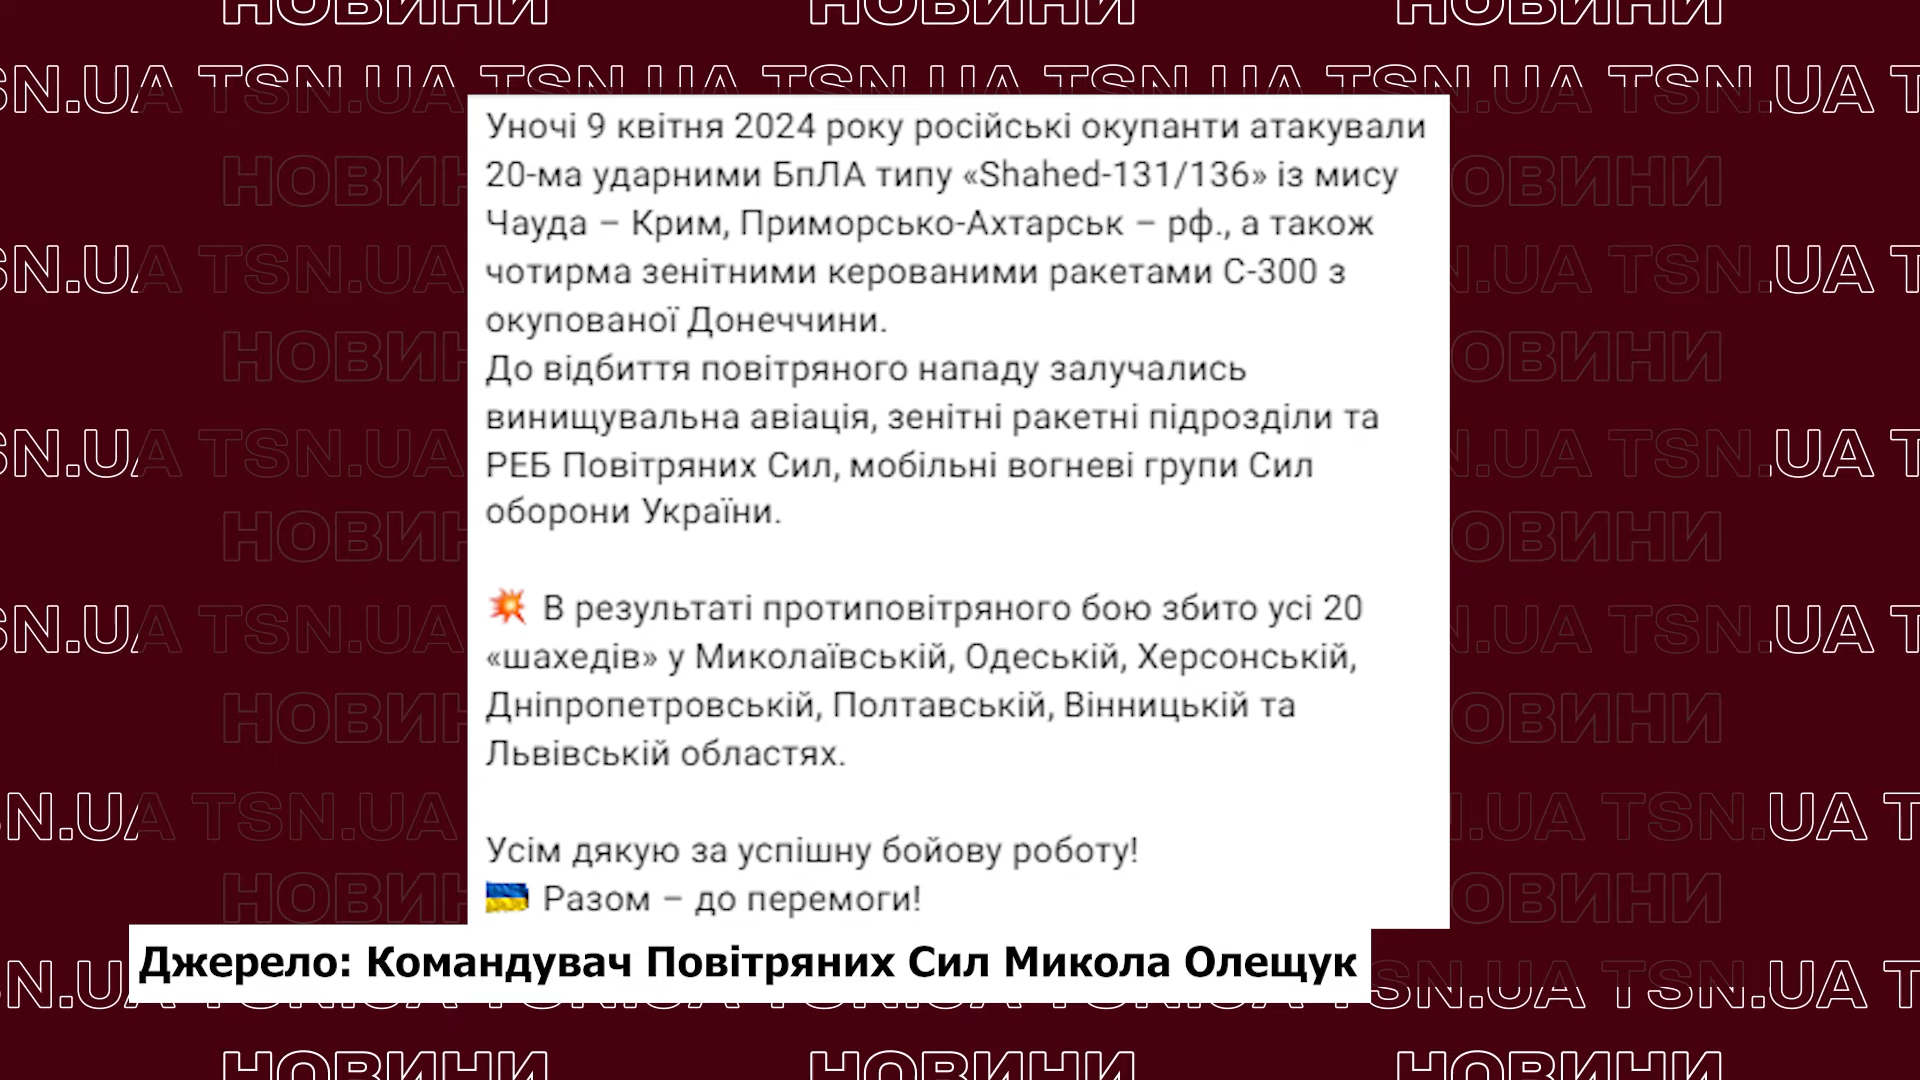 НОВИНИ НОВИНИ НОВИНИ
SN.UA TSN.UA TSN.UA TSN.UA TSN.UA TSN.UA TSN.UA
Уночі 9 квітня 2024 року російські окупанти атакували
20-ма ударними БпЛА типу «Shahed-131/136» із мису
Чауда – Крим, Приморсько-Ахтарськ – рф., а також
чотирма зенітними керованими ракетами С-300 з
окупованої Донеччини.
До відбиття повітряного нападу залучались
винищувальна авіація, зенітні ракетні підрозділи та
РЕБ Повітряних Сил, мобільні вогневі групи Сил
оборони України.
💥 В результаті протиповітряного бою збито усі 20
«шахедів» у Миколаївській, Одеській, Херсонській,
Дніпропетровській, Полтавській, Вінницькій та
Львівській областях.
Усім дякую за успішну бойову роботу!
🇺🇦 Разом – до перемоги!
Джерело: Командувач Повітряних Сил Микола Олещук
НОВИНИ НОВИНИ НОВИНИ